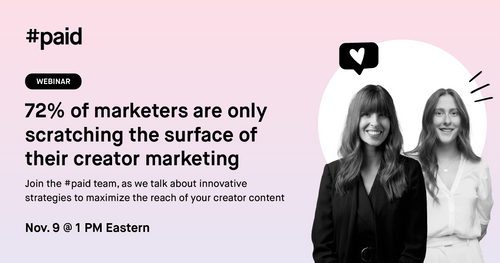 #paid
WEBINAR
72% of marketers are only
scratching the surface of
their creator marketing
Join the #paid team, as we talk about innovative
strategies to maximize the reach of your creator content
Nov. 9 @ 1 PM Eastern